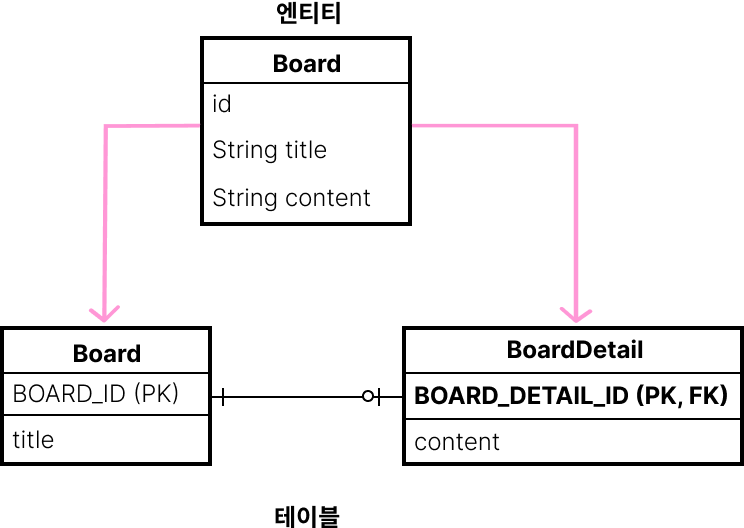 엔티티
Board
id
String title
String content
Board
BOARD_ID (PK)
title
BoardDetail
BOARD_DETAIL_ID (PK, FK)
content
테이블